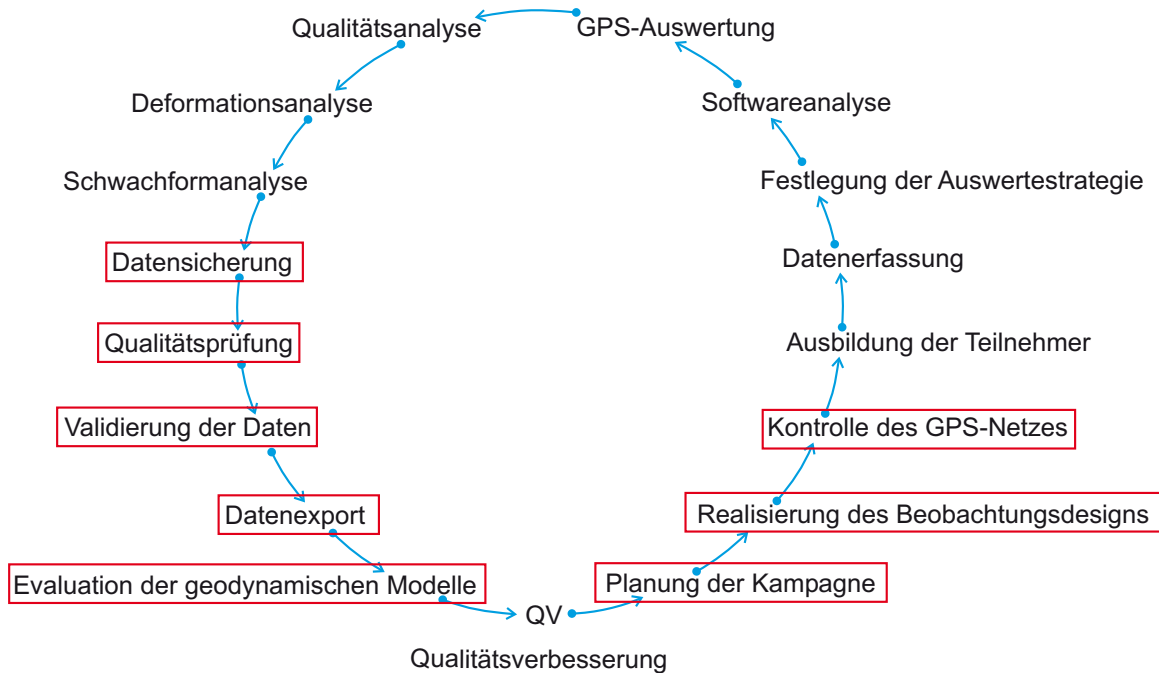 Qualitätsanalyse
GPS-Auswertung
Deformationsanalyse
Softwareanalyse
Schwachformanalyse
Festlegung der Auswertestrategie
Datensicherung
Datenerfassung
Qualitätsprüfung
Ausbildung der Teilnehmer
Validierung der Daten
Kontrolle des GPS-Netzes
Datenexport
Realisierung des Beobachtungsdesigns
Evaluation der geodynamischen Modelle
Planung der Kampagne
QV
Qualitätsverbesserung